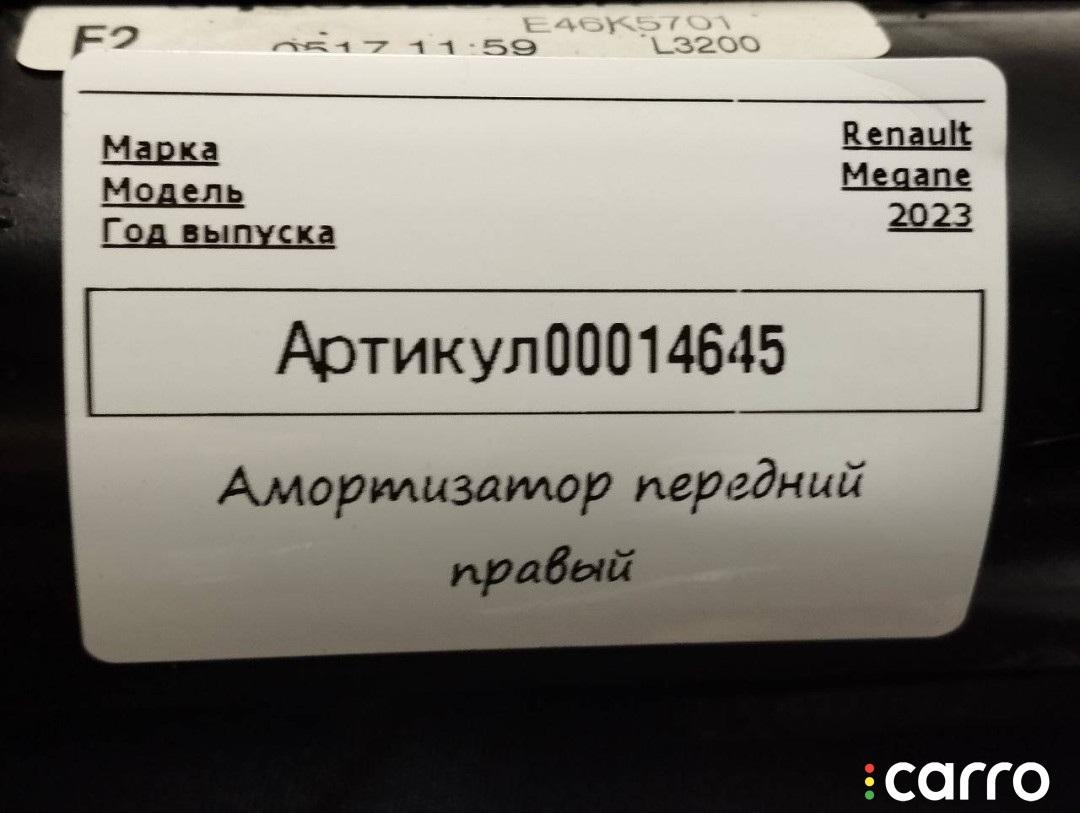 E46K5701
F2 0517 11:59 L3200
Марка Renault
Модель Megane
Год выпуска 2023
Артикул00014645
Амортизатор передний
правый
carro